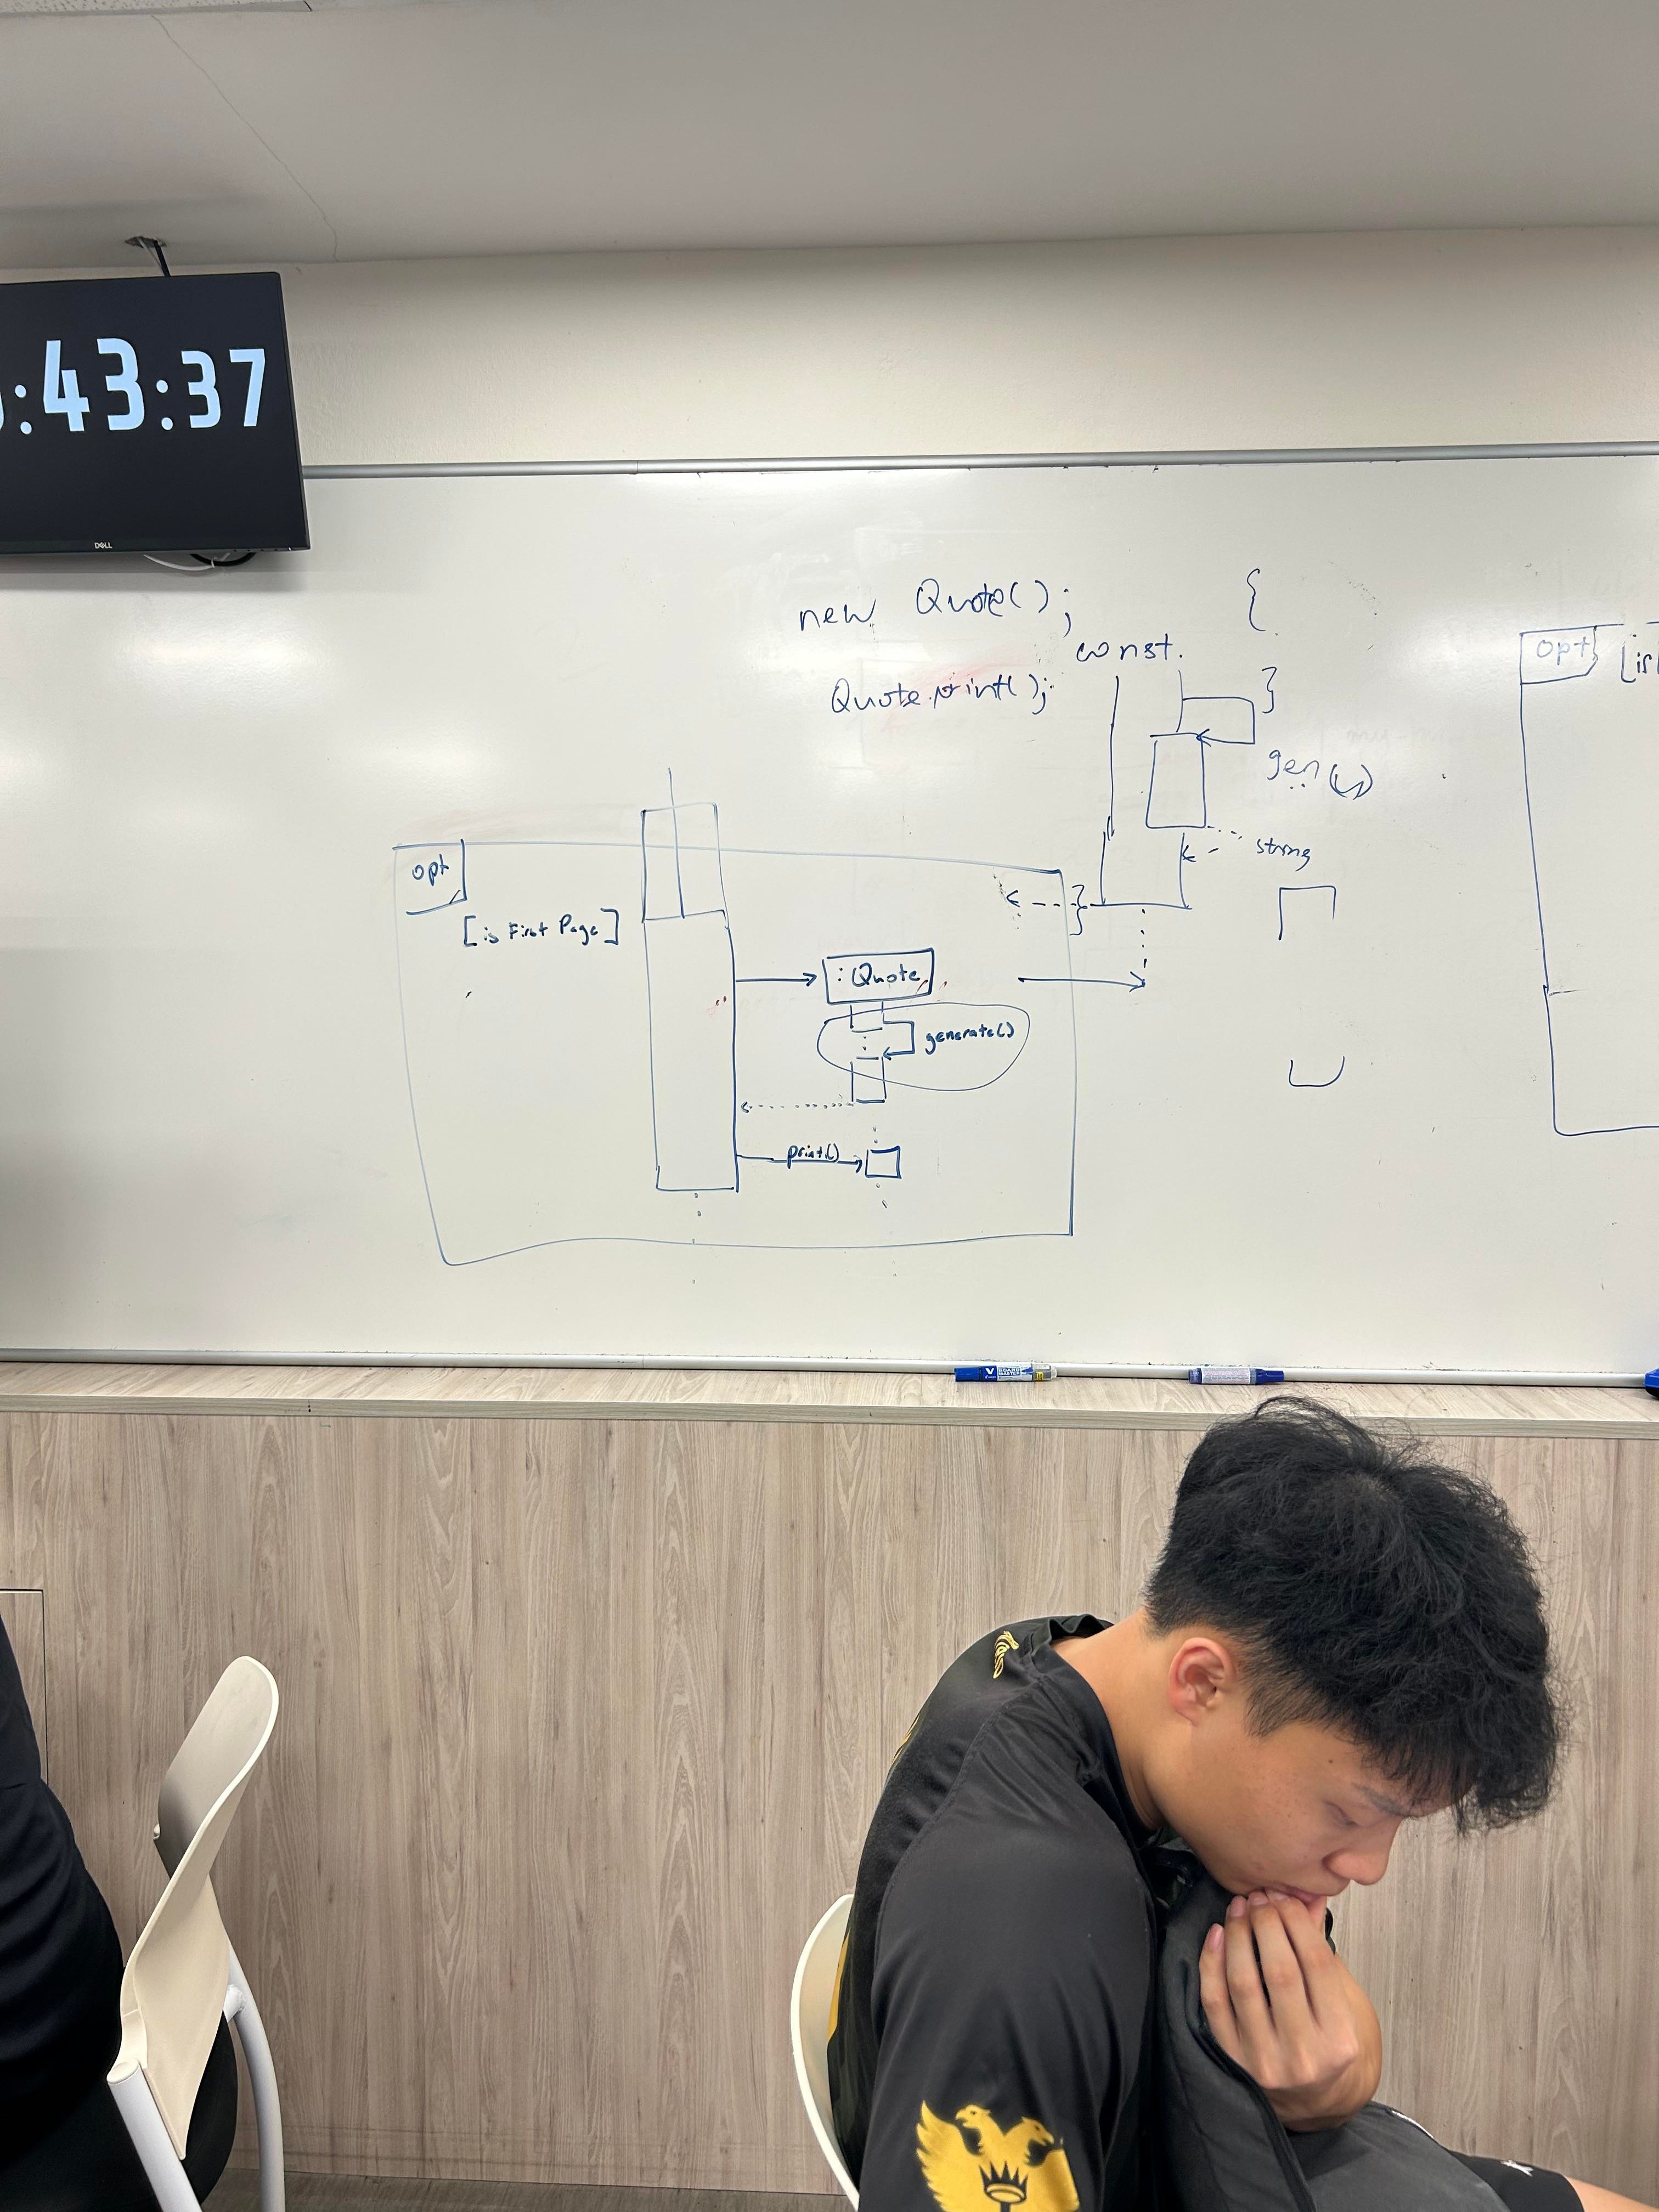 :43:37
DELL
new Quote(); {
const.
Quote.print(); }
gen()
string
opt
[is First Page]
}
:Quote
generate()
print()
opt
[is
V